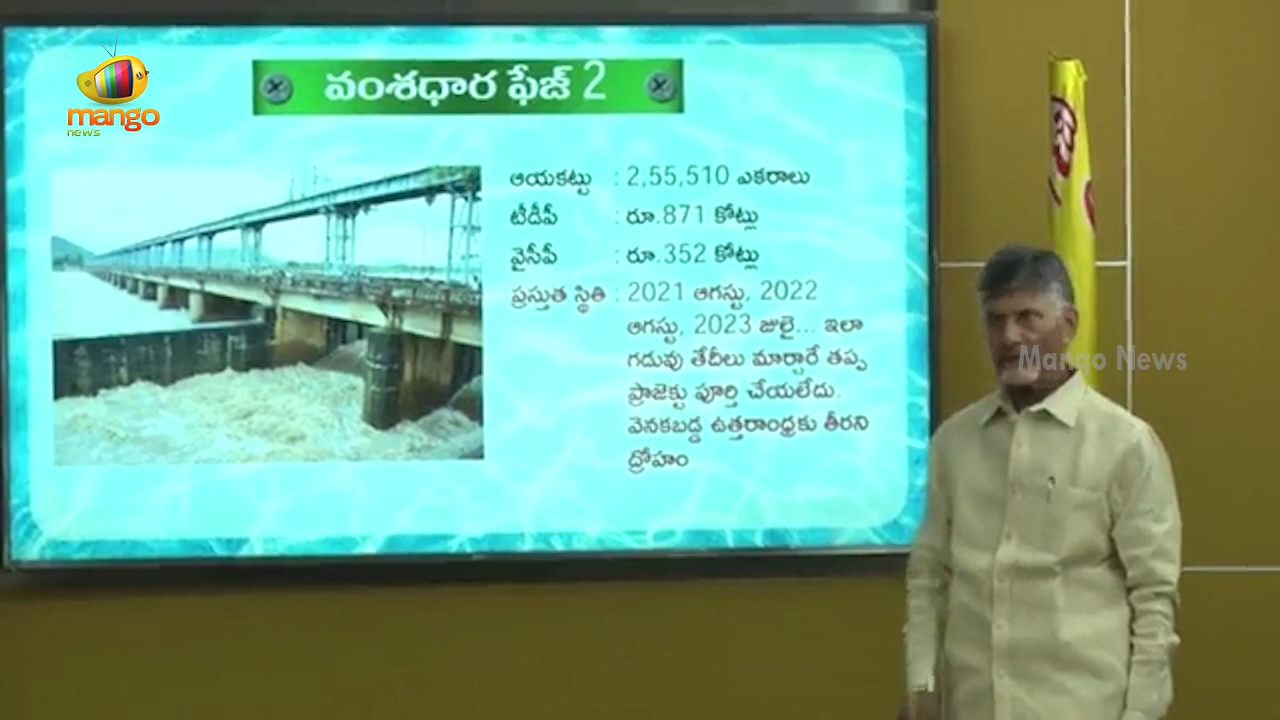 mango
news
వంశధార ఫేజ్ 2
ఆయకట్టు : 2,55,510 ఎకరాలు
టీడీపీ : రూ.871 కోట్లు
వైసీపీ : రూ.352 కోట్లు
ప్రస్తుత స్థితి : 2021 ఆగస్టు, 2022
ఆగస్టు, 2023 జులై... ఇలా
గడువు తేదీలు మార్చారే తప్ప
ప్రాజెక్టు పూర్తి చేయలేదు.
వెనకబడ్డ ఉత్తరాంధ్రకు తీరని
ద్రోహం
Mango News